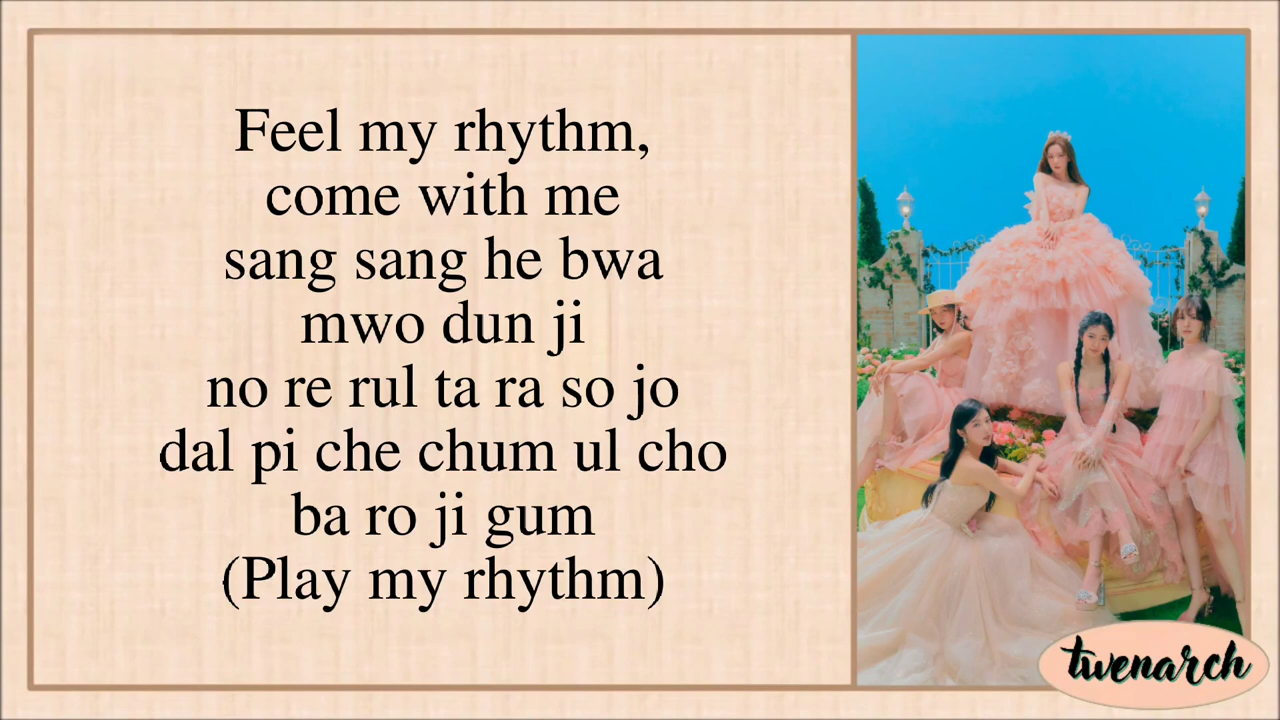 Feel my rhythm,
come with me
sang sang he bwa
mwo dun ji
no re rul ta ra so jo
dal pi che chum ul cho
ba ro ji gum
(Play my rhythm)
twenarch